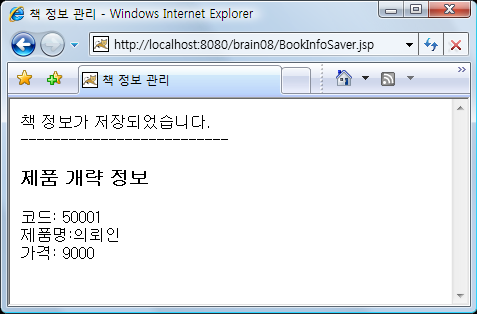 책 정보 관리 - Windows Internet Explorer
http://localhost:8080/brain08/BookInfoSaver.jsp
책 정보 관리
책 정보가 저장되었습니다.
--------------------------
제품 개략 정보
코드: 50001
제품명:의뢰인
가격: 9000